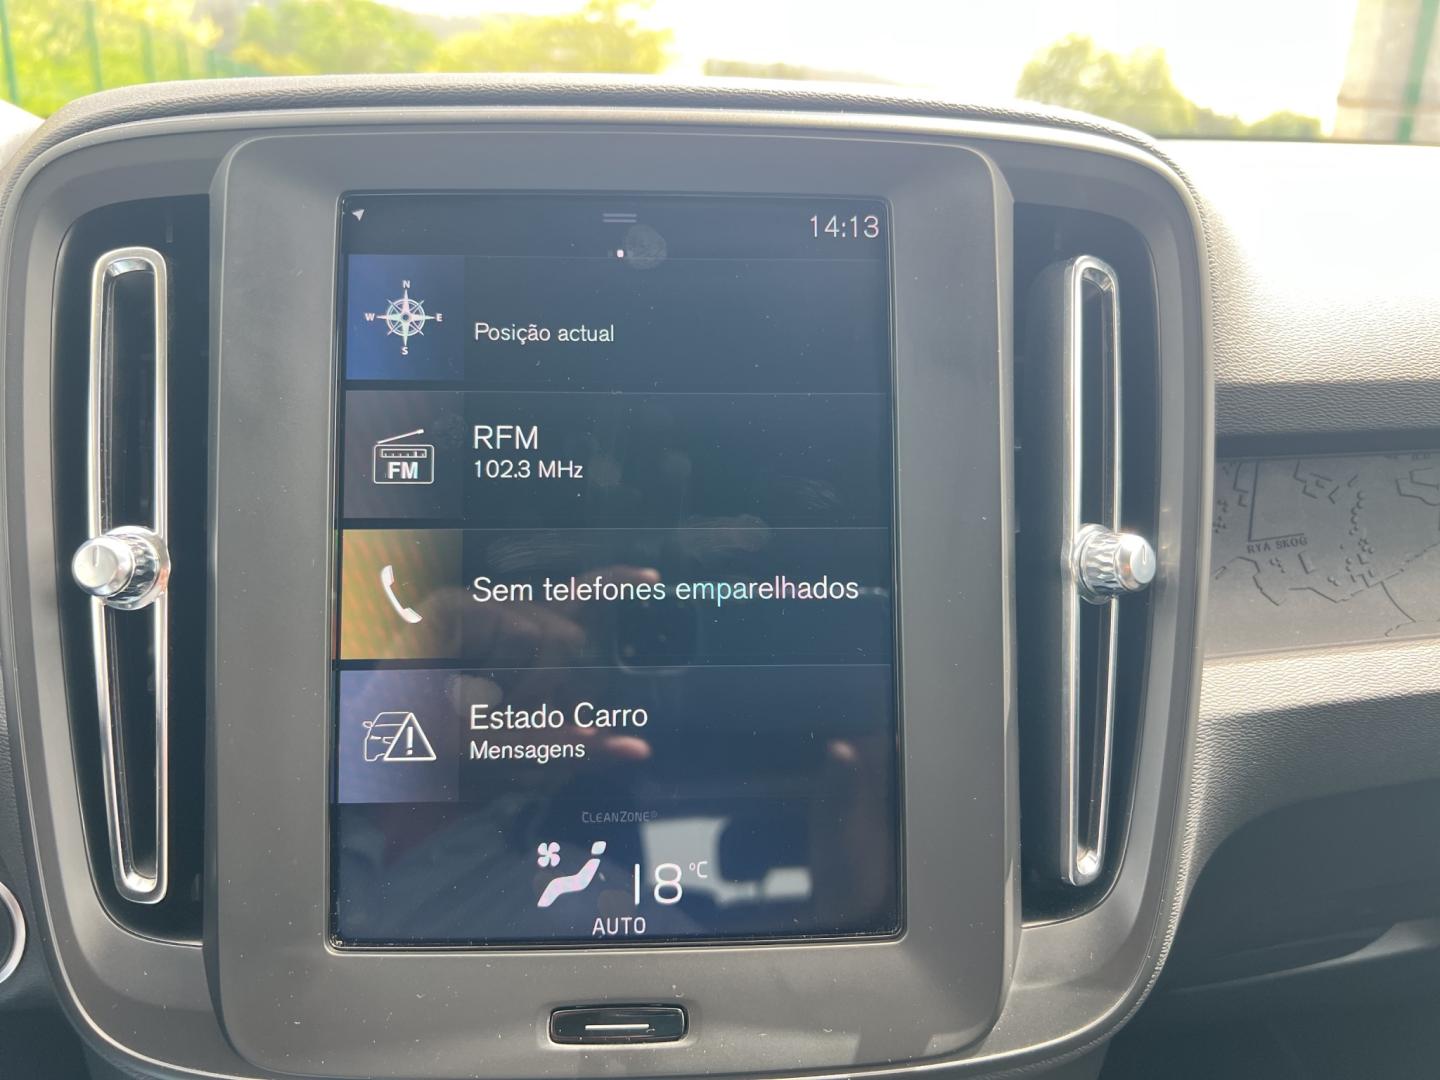 14:13
N
W E
S
Posição actual
RFM
FM
102.3 MHz
Sem telefones emparelhados
Estado Carro
Mensagens
CLEANZONE®
18 °C
AUTO
RYA SKOG